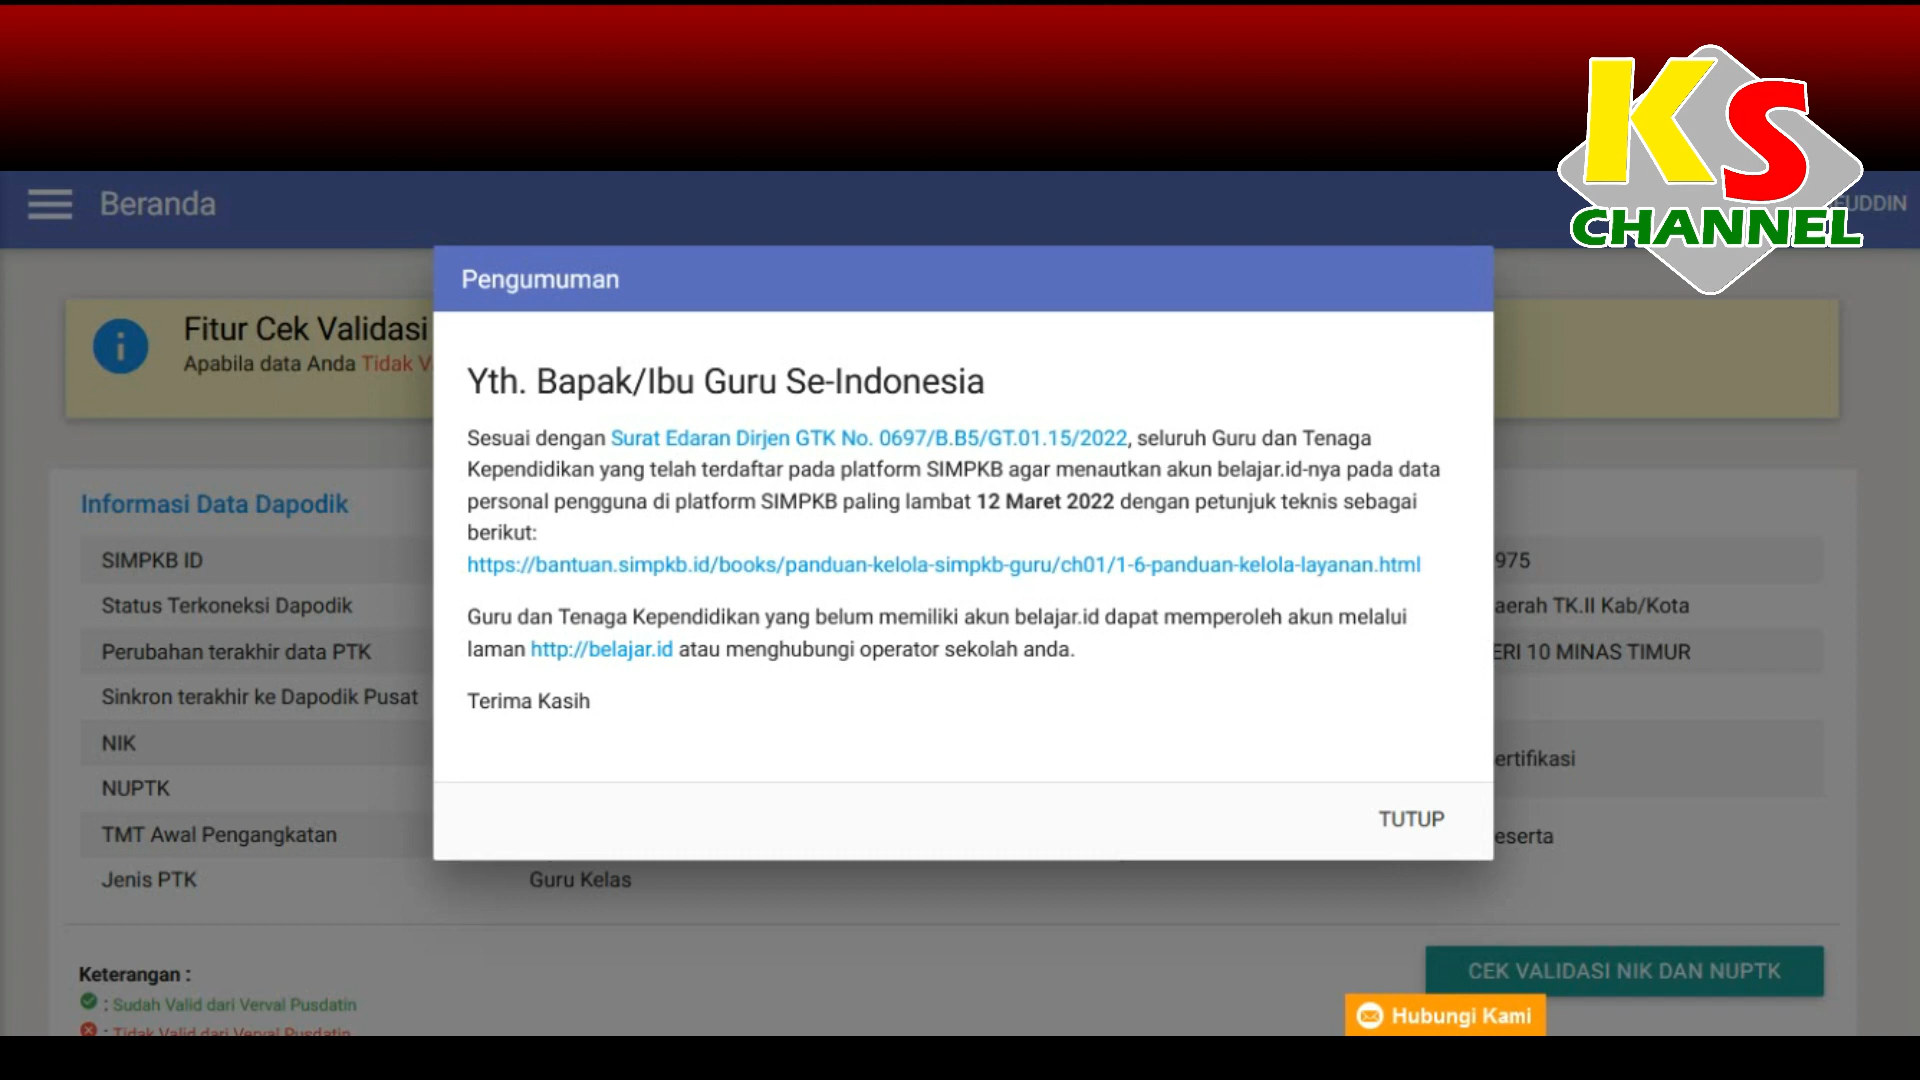 KS
CHANNEL
Beranda
UDDIN
Pengumuman
Fitur Cek Validasi
Apabila data Anda Tidak
Yth. Bapak/Ibu Guru Se-Indonesia
Sesuai dengan Surat Edaran Dirjen GTK No. 0697/B.B5/GT.01.15/2022, seluruh Guru dan Tenaga
Kependidikan yang telah terdaftar pada platform SIMPKB agar menautkan akun belajar.id-nya pada data
personal pengguna di platform SIMPKB paling lambat 12 Maret 2022 dengan petunjuk teknis sebagai
berikut:
https://bantuan.simpkb.id/books/panduan-kelola-simpkb-guru/ch01/1-6-panduan-kelola-layanan.html
Guru dan Tenaga Kependidikan yang belum memiliki akun belajar.id dapat memperoleh akun melalui
laman http://belajar.id atau menghubungi operator sekolah anda.
Terima Kasih
TUTUP
Informasi Data Dapodik
SIMPKB ID
975
Status Terkoneksi Dapodik
aerah TK.II Kab/Kota
Perubahan terakhir data PTK
ERI 10 MINAS TIMUR
Sinkron terakhir ke Dapodik Pusat
NIK
ertifikasi
NUPTK
TMT Awal Pengangkatan
eserta
Jenis PTK
Guru Kelas
Keterangan :
: Sudah Valid dari Verval Pusdatin
: Tidak Valid dari Verval Pusdatin
CEK VALIDASI NIK DAN NUPTK
Hubungi Kami